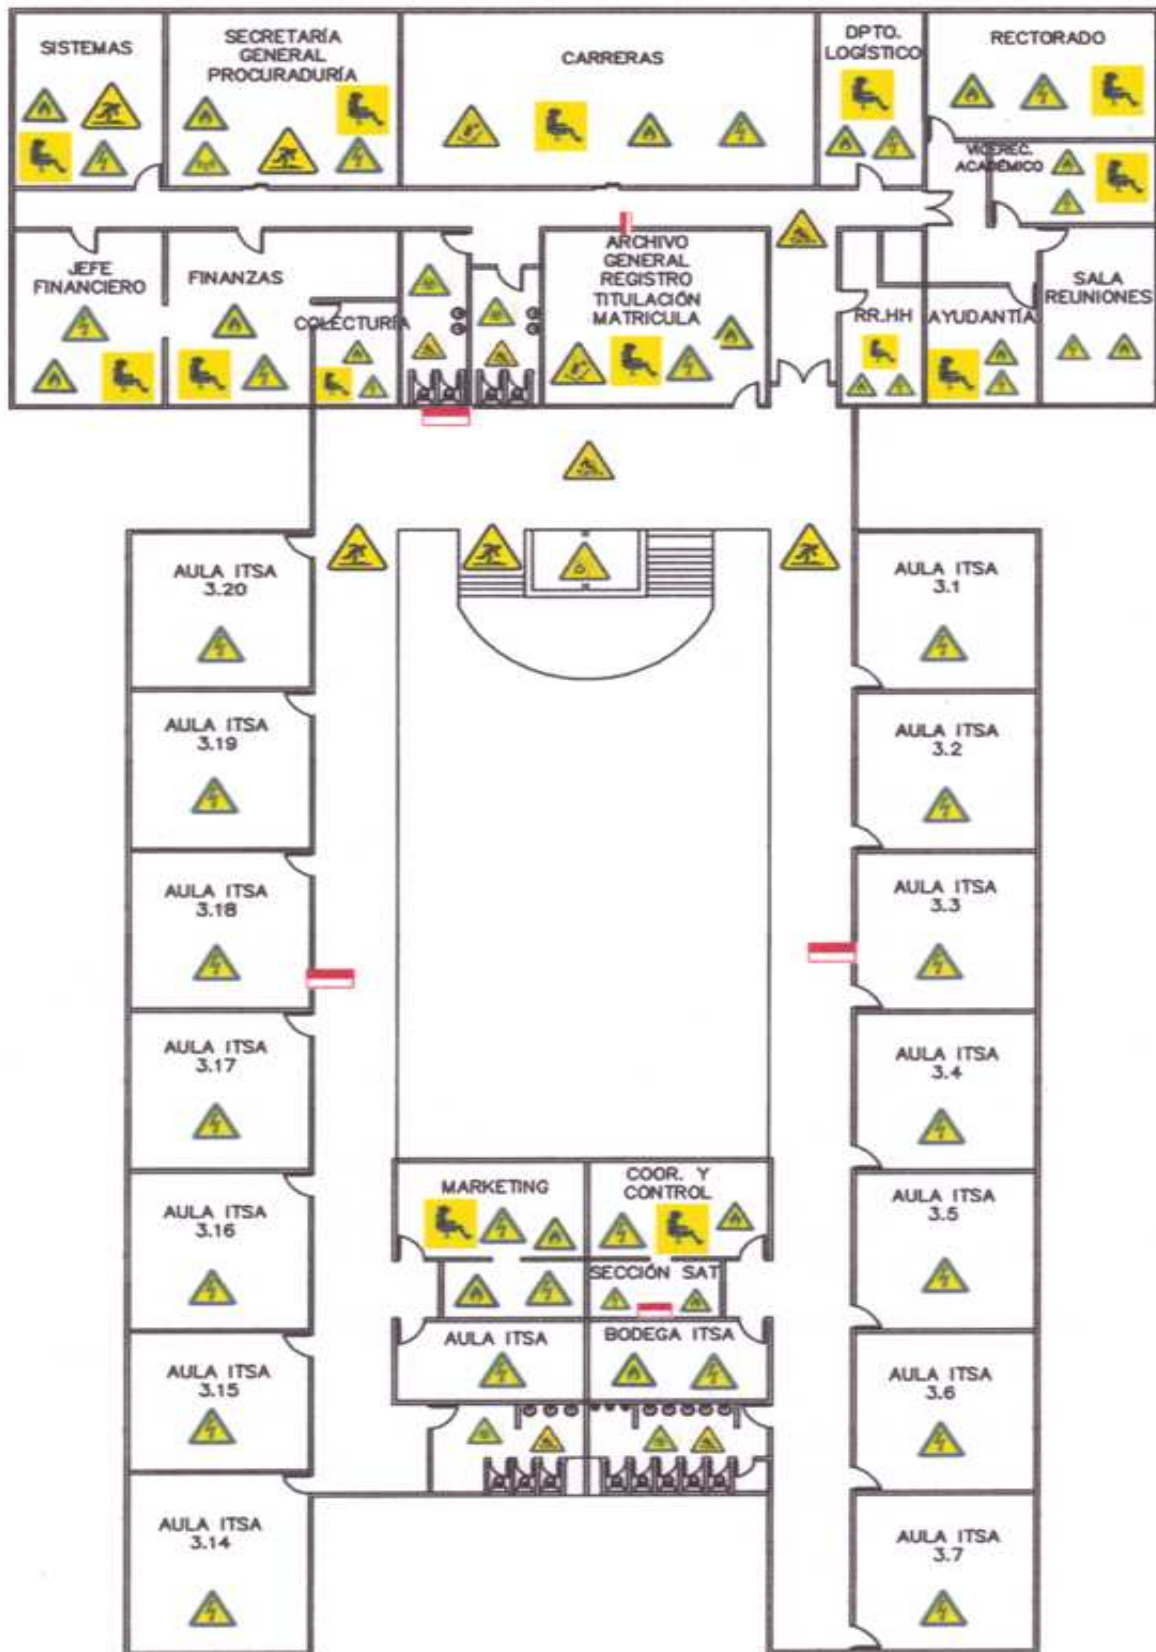 SISTEMAS
SECRETARÍA
GENERAL
PROCURADURÍA
CARRERAS
DPTO.
LOGÍSTICO
RECTORADO
VICEREC.
ACADÉMICO
JEFE
FINANCIERO
FINANZAS
COLECTURÍA
ARCHIVO
GENERAL
REGISTRO
TITULACIÓN
MATRICULA
RR.HH
AYUDANTÍA
SALA
REUNIONES
AULA ITSA
3.20
AULA ITSA
3.1
AULA ITSA
3.19
AULA ITSA
3.2
AULA ITSA
3.18
AULA ITSA
3.3
AULA ITSA
3.17
AULA ITSA
3.4
MARKETING
COOR. Y
CONTROL
AULA ITSA
3.16
AULA ITSA
3.5
SECCIÓN SAT
AULA ITSA
BODEGA ITSA
AULA ITSA
3.15
AULA ITSA
3.6
AULA ITSA
3.14
AULA ITSA
3.7